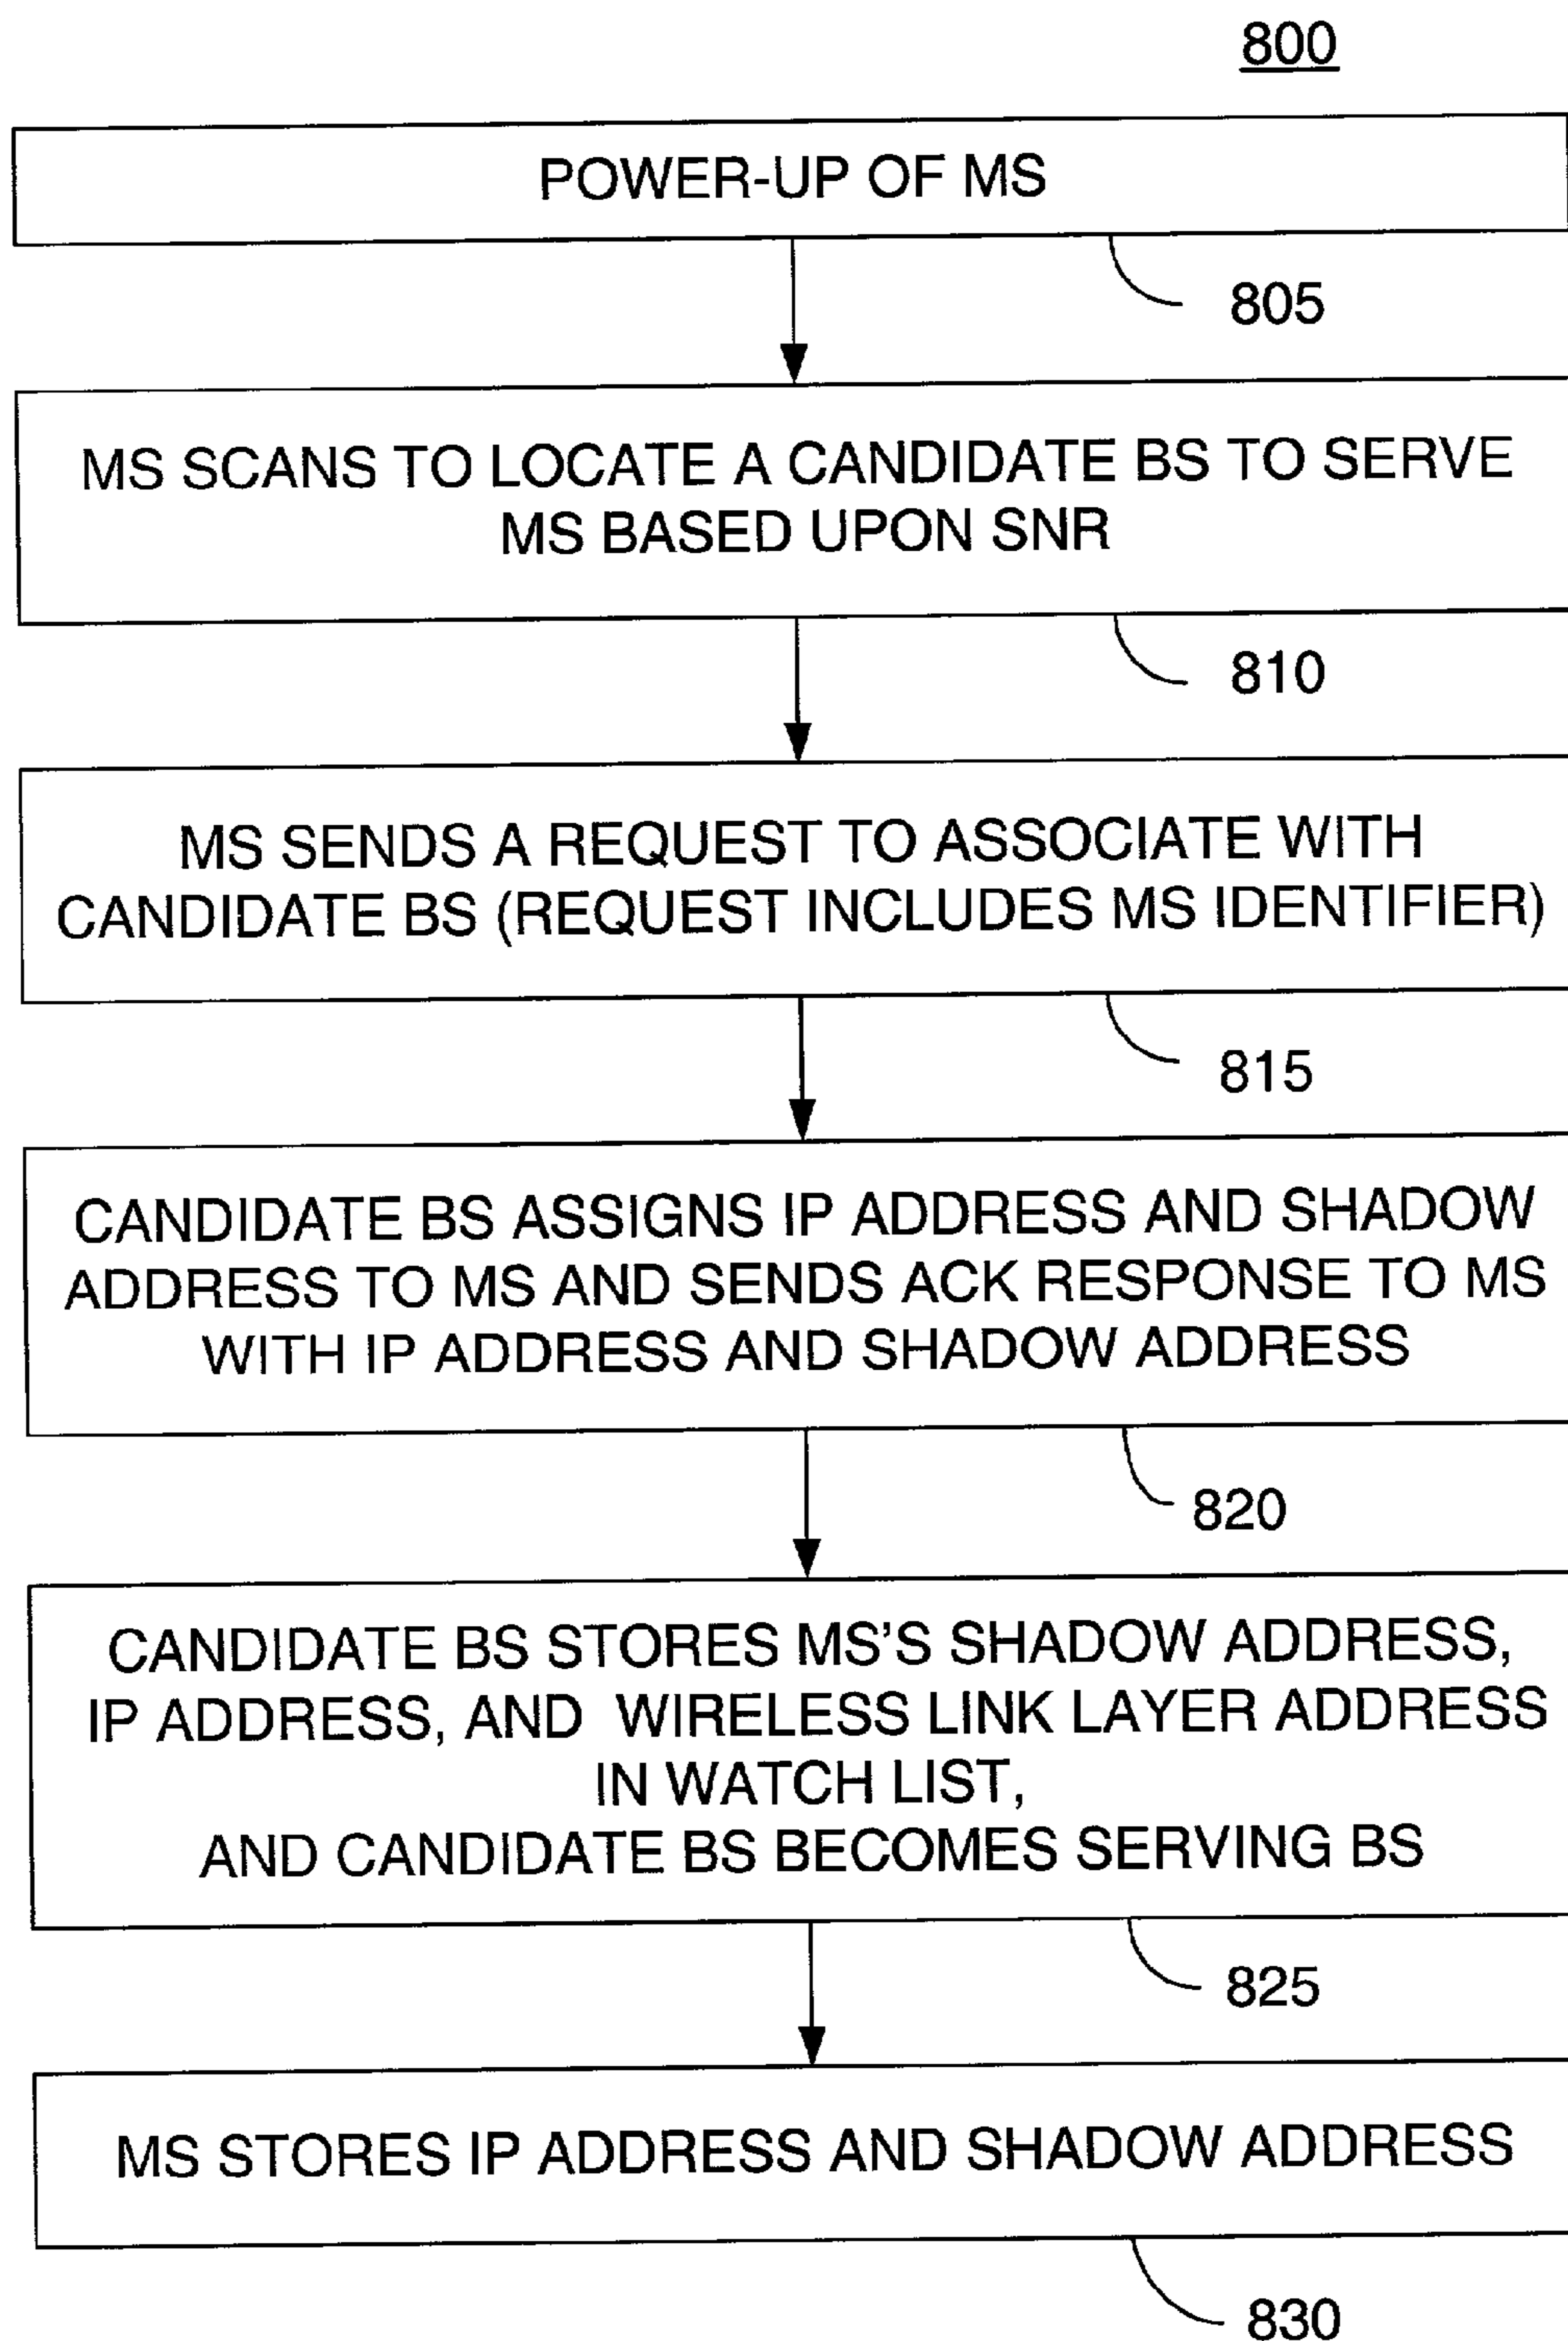 800
POWER-UP OF MS
805
MS SCANS TO LOCATE A CANDIDATE BS TO SERVE
MS BASED UPON SNR
810
MS SENDS A REQUEST TO ASSOCIATE WITH
CANDIDATE BS (REQUEST INCLUDES MS IDENTIFIER)
815
CANDIDATE BS ASSIGNS IP ADDRESS AND SHADOW
ADDRESS TO MS AND SENDS ACK RESPONSE TO MS
WITH IP ADDRESS AND SHADOW ADDRESS
820
CANDIDATE BS STORES MS'S SHADOW ADDRESS,
IP ADDRESS, AND WIRELESS LINK LAYER ADDRESS
IN WATCH LIST,
AND CANDIDATE BS BECOMES SERVING BS
825
MS STORES IP ADDRESS AND SHADOW ADDRESS
830